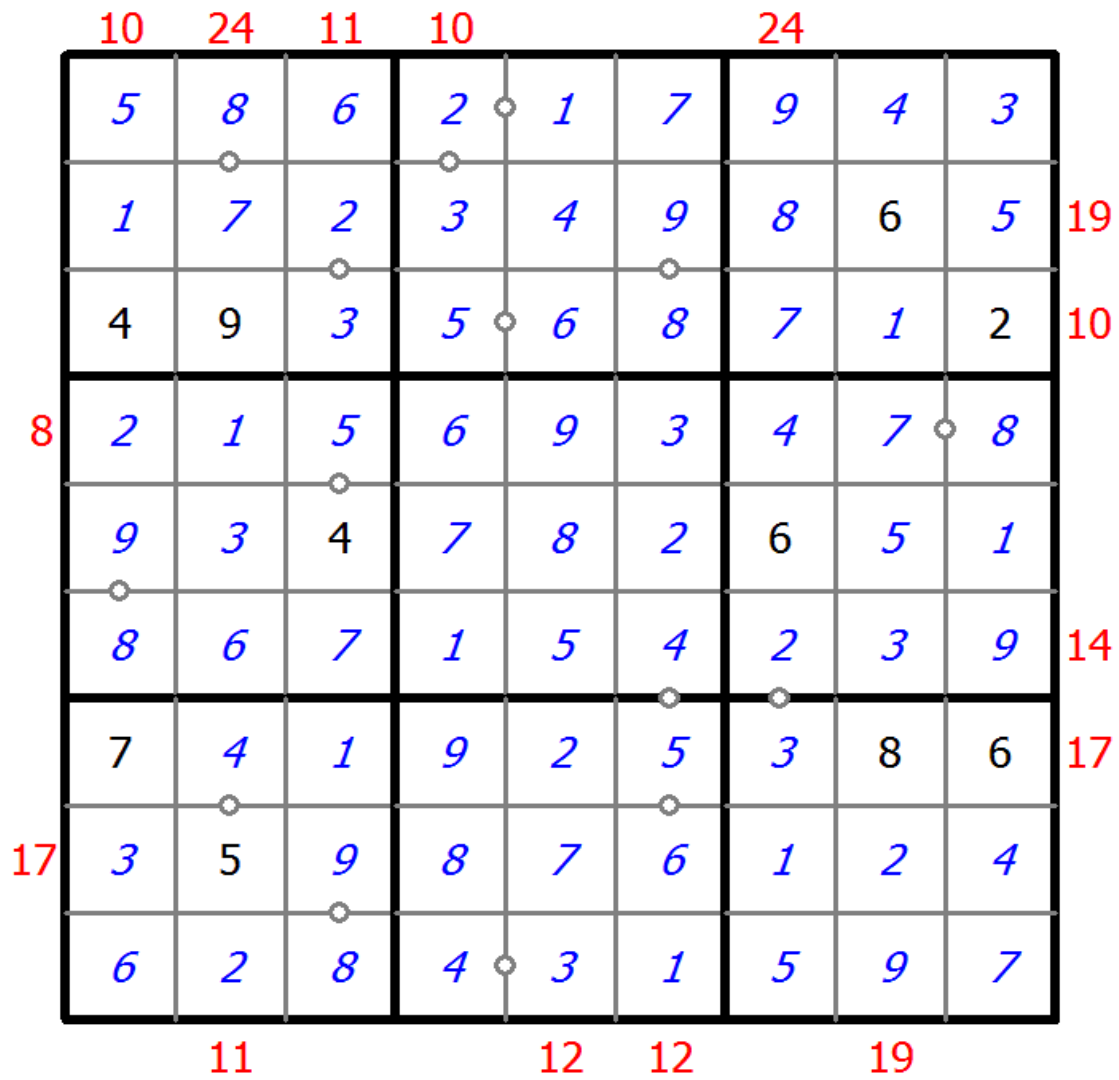 10 24 11 10 24
5 8 6 2 1 7 9 4 3
1 7 2 3 4 9 8 6 5 19
4 9 3 5 6 8 7 1 2 10
8 2 1 5 6 9 3 4 7 8
9 3 4 7 8 2 6 5 1
8 6 7 1 5 4 2 3 9 14
7 4 1 9 2 5 3 8 6 17
17 3 5 9 8 7 6 1 2 4
6 2 8 4 3 1 5 9 7
11 12 12 19